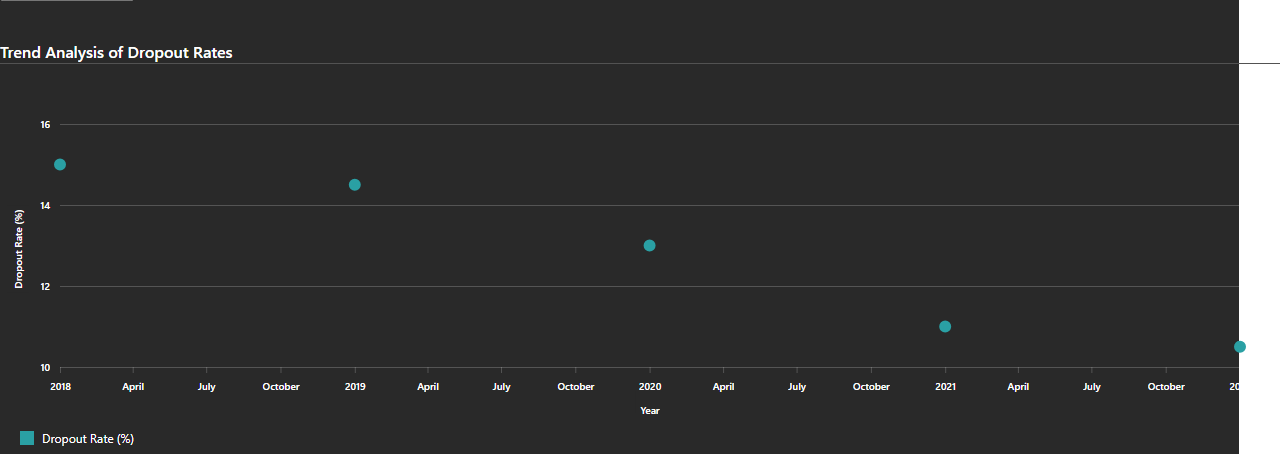 Trend Analysis of Dropout Rates
16
14
12
10
Dropout Rate (%)
2018 April July October 2019 April July October 2020 April July October 2021 April July October
Year
Dropout Rate (%)